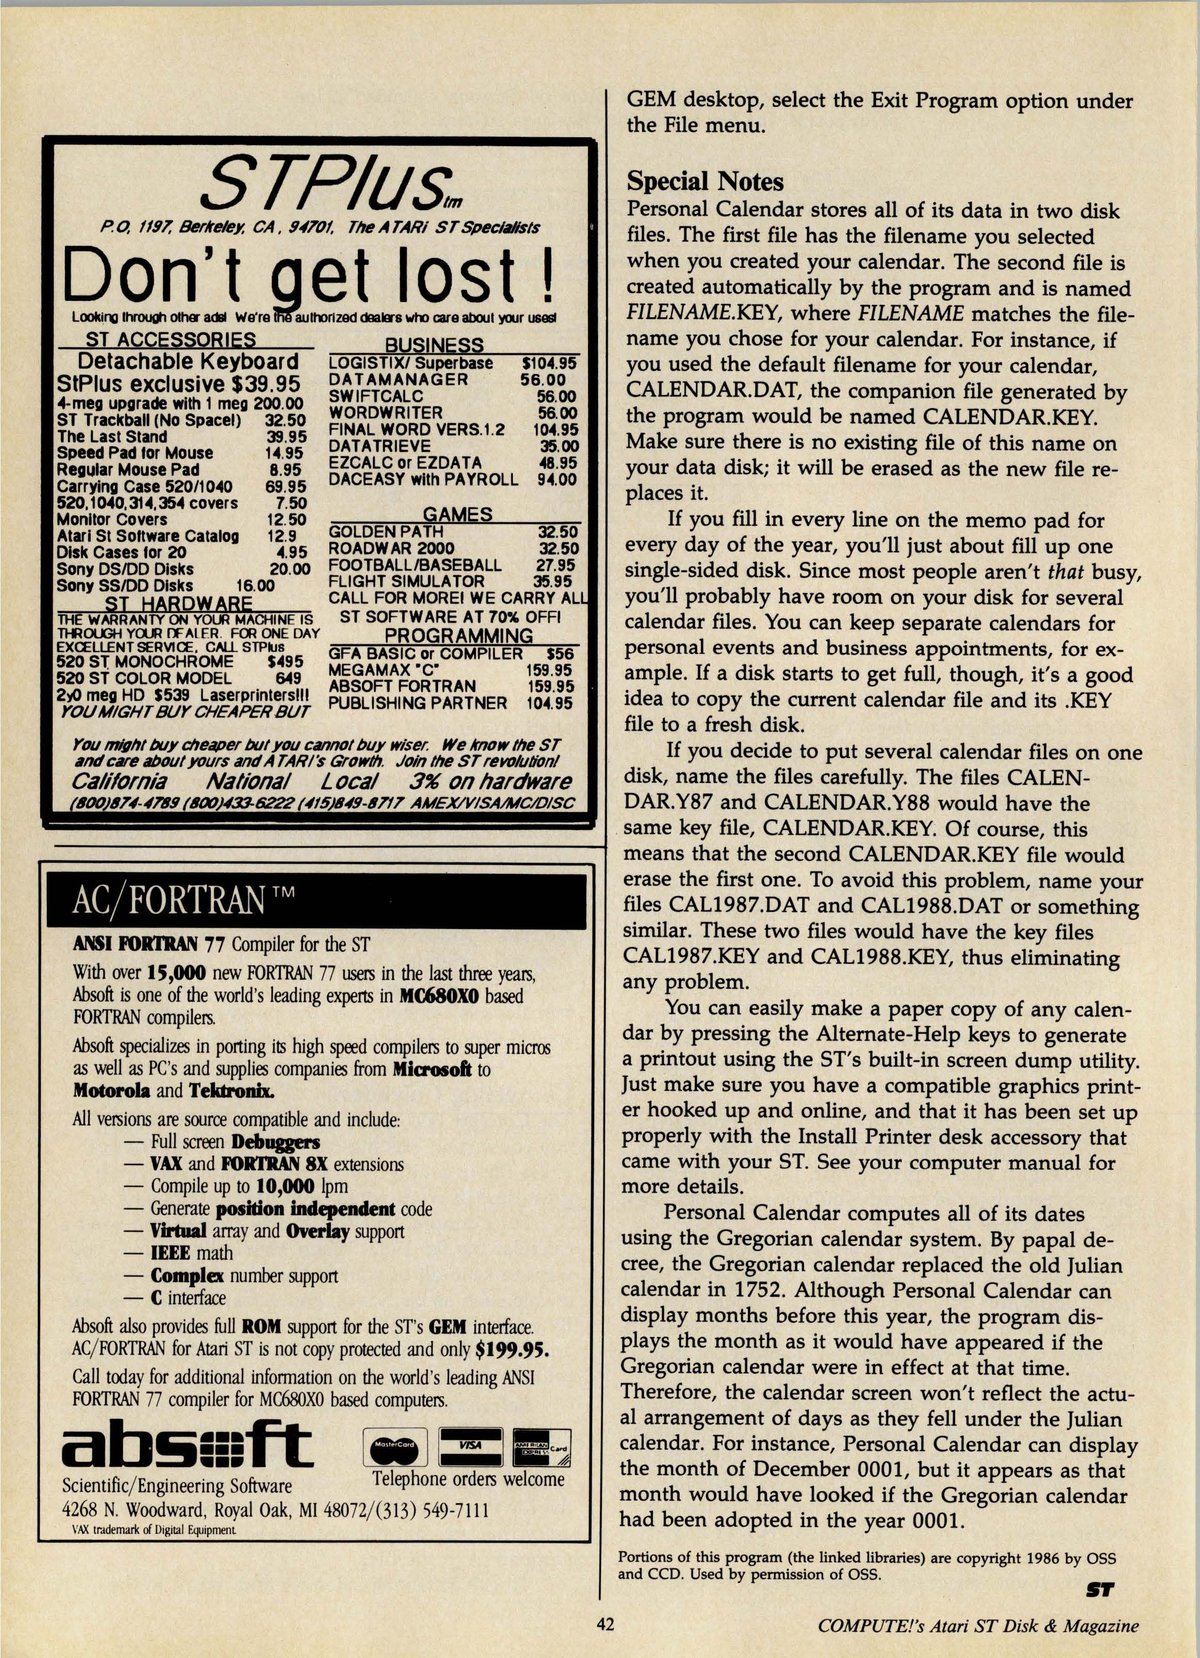 STPlus tm
P.O. 1197, Berkeley, CA, 94701, The ATARi ST Specialists
Don't get lost!
Looking through other ads! We're the authorized dealers who care about your uses!
ST ACCESSORIES
Detachable Keyboard
StPlus exclusive $39.95
4-meg upgrade with 1 meg 200.00
ST Trackball (No Space!) 32.50
The Last Stand 39.95
Speed Pad for Mouse 14.95
Regular Mouse Pad 8.95
Carrying Case 520/1040 69.95
520,1040,314,354 covers 7.50
Monitor Covers 12.50
Atari St Software Catalog 12.9
Disk Cases for 20 4.95
Sony DS/DD Disks 20.00
Sony SS/DD Disks 16.00
ST HARDWARE
THE WARRANTY ON YOUR MACHINE IS
THROUGH YOUR DEALER. FOR ONE DAY
EXCELLENT SERVICE, CALL STPlus
520 ST MONOCHROME $495
520 ST COLOR MODEL 649
2y0 meg HD $539 Laserprinters!!!
YOU MIGHT BUY CHEAPER BUT
BUSINESS
LOGISTIX/ Superbase $104.95
DATAMANAGER 56.00
SWIFTCALC 56.00
WORDWRITER 56.00
FINAL WORD VERS.1.2 104.95
DATATRIEVE 35.00
EZCALC or EZDATA 48.95
DACEASY with PAYROLL 94.00
GAMES
GOLDEN PATH 32.50
ROADWAR 2000 32.50
FOOTBALL/BASEBALL 27.95
FLIGHT SIMULATOR 35.95
CALL FOR MORE! WE CARRY ALL
ST SOFTWARE AT 70% OFF!
PROGRAMMING
GFA BASIC or COMPILER $56
MEGAMAX "C" 159.95
ABSOFT FORTRAN 159.95
PUBLISHING PARTNER 104.95
You might buy cheaper but you cannot buy wiser. We know the ST
and care about yours and ATARI's Growth. Join the ST revolution!
California National Local 3% on hardware
(800)874-4789 (800)433-6222 (415)849-8717 AMEX/VISA/MC/DISC
AC/FORTRAN™
ANSI FORTRAN 77 Compiler for the ST
With over 15,000 new FORTRAN 77 users in the last three years,
Absoft is one of the world's leading experts in MC680X0 based
FORTRAN compilers.
Absoft specializes in porting its high speed compilers to super micros
as well as PC's and supplies companies from Microsoft to
Motorola and Tektronix.
All versions are source compatible and include:
— Full screen Debuggers
— VAX and FORTRAN 8X extensions
— Compile up to 10,000 lpm
— Generate position independent code
— Virtual array and Overlay support
— IEEE math
— Complex number support
— C interface
Absoft also provides full ROM support for the ST's GEM interface.
AC/FORTRAN for Atari ST is not copy protected and only $199.95.
Call today for additional information on the world's leading ANSI
FORTRAN 77 compiler for MC680X0 based computers.
absoft
MasterCard VISA AMERICAN EXPRESS Card
Scientific/Engineering Software
Telephone orders welcome
4268 N. Woodward, Royal Oak, MI 48072/(313) 549-7111
VAX trademark of Digital Equipment.
GEM desktop, select the Exit Program option under
the File menu.
Special Notes
Personal Calendar stores all of its data in two disk
files. The first file has the filename you selected
when you created your calendar. The second file is
created automatically by the program and is named
FILENAME.KEY, where FILENAME matches the file-
name you chose for your calendar. For instance, if
you used the default filename for your calendar,
CALENDAR.DAT, the companion file generated by
the program would be named CALENDAR.KEY.
Make sure there is no existing file of this name on
your data disk; it will be erased as the new file re-
places it.
If you fill in every line on the memo pad for
every day of the year, you'll just about fill up one
single-sided disk. Since most people aren't that busy,
you'll probably have room on your disk for several
calendar files. You can keep separate calendars for
personal events and business appointments, for ex-
ample. If a disk starts to get full, though, it's a good
idea to copy the current calendar file and its .KEY
file to a fresh disk.
If you decide to put several calendar files on one
disk, name the files carefully. The files CALEN-
DAR.Y87 and CALENDAR.Y88 would have the
same key file, CALENDAR.KEY. Of course, this
means that the second CALENDAR.KEY file would
erase the first one. To avoid this problem, name your
files CAL1987.DAT and CAL1988.DAT or something
similar. These two files would have the key files
CAL1987.KEY and CAL1988.KEY, thus eliminating
any problem.
You can easily make a paper copy of any calen-
dar by pressing the Alternate-Help keys to generate
a printout using the ST's built-in screen dump utility.
Just make sure you have a compatible graphics print-
er hooked up and online, and that it has been set up
properly with the Install Printer desk accessory that
came with your ST. See your computer manual for
more details.
Personal Calendar computes all of its dates
using the Gregorian calendar system. By papal de-
cree, the Gregorian calendar replaced the old Julian
calendar in 1752. Although Personal Calendar can
display months before this year, the program dis-
plays the month as it would have appeared if the
Gregorian calendar were in effect at that time.
Therefore, the calendar screen won't reflect the actu-
al arrangement of days as they fell under the Julian
calendar. For instance, Personal Calendar can display
the month of December 0001, but it appears as that
month would have looked if the Gregorian calendar
had been adopted in the year 0001.
Portions of this program (the linked libraries) are copyright 1986 by OSS
and CCD. Used by permission of OSS.
ST
42
COMPUTE!'s Atari ST Disk & Magazine